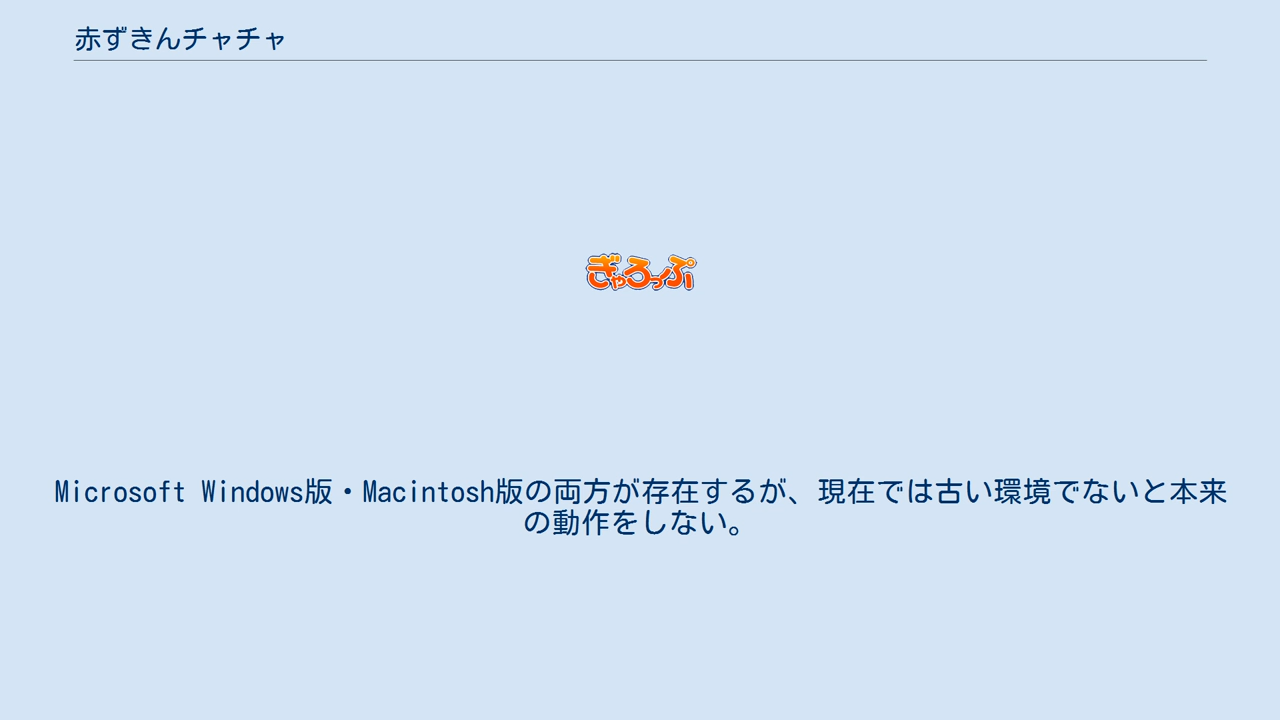 赤ずきんチャチャ
ぎゃろっぷ
Microsoft Windows版・Macintosh版の両方が存在するが、現在では古い環境でないと本来
の動作をしない。